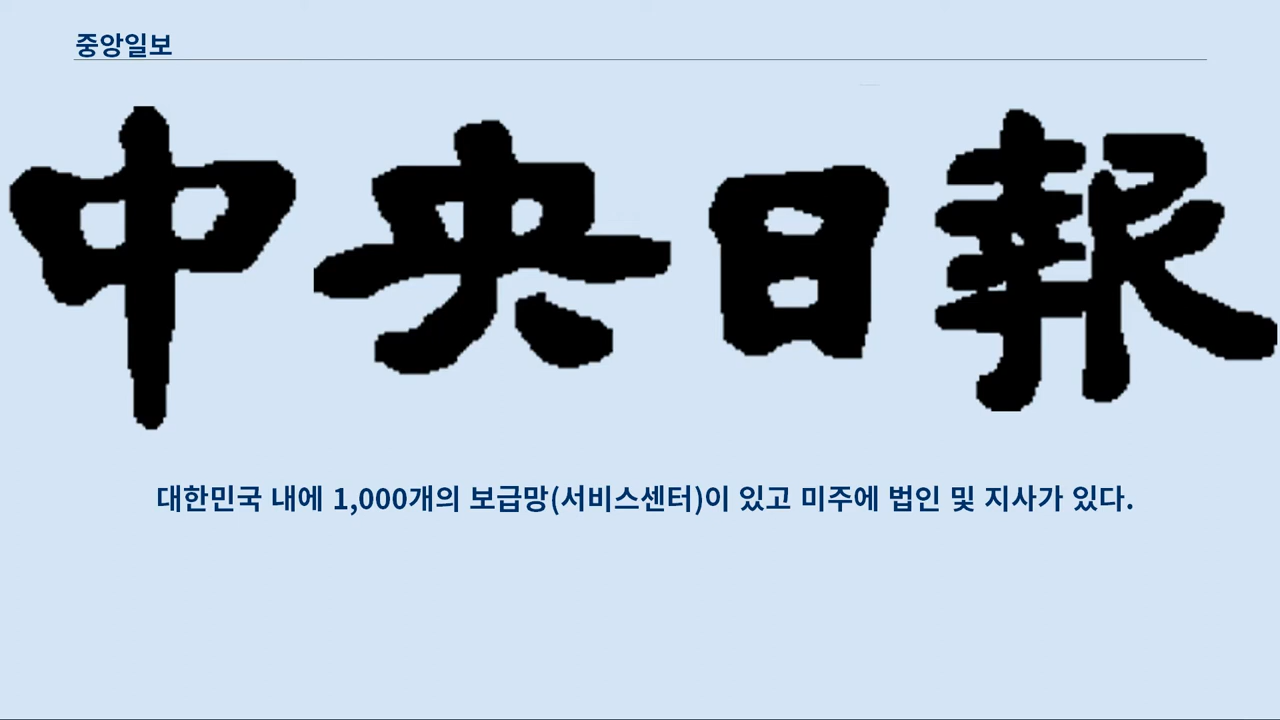 중앙일보
中央日報
대한민국 내에 1,000개의 보급망(서비스센터)이 있고 미주에 법인 및 지사가 있다.